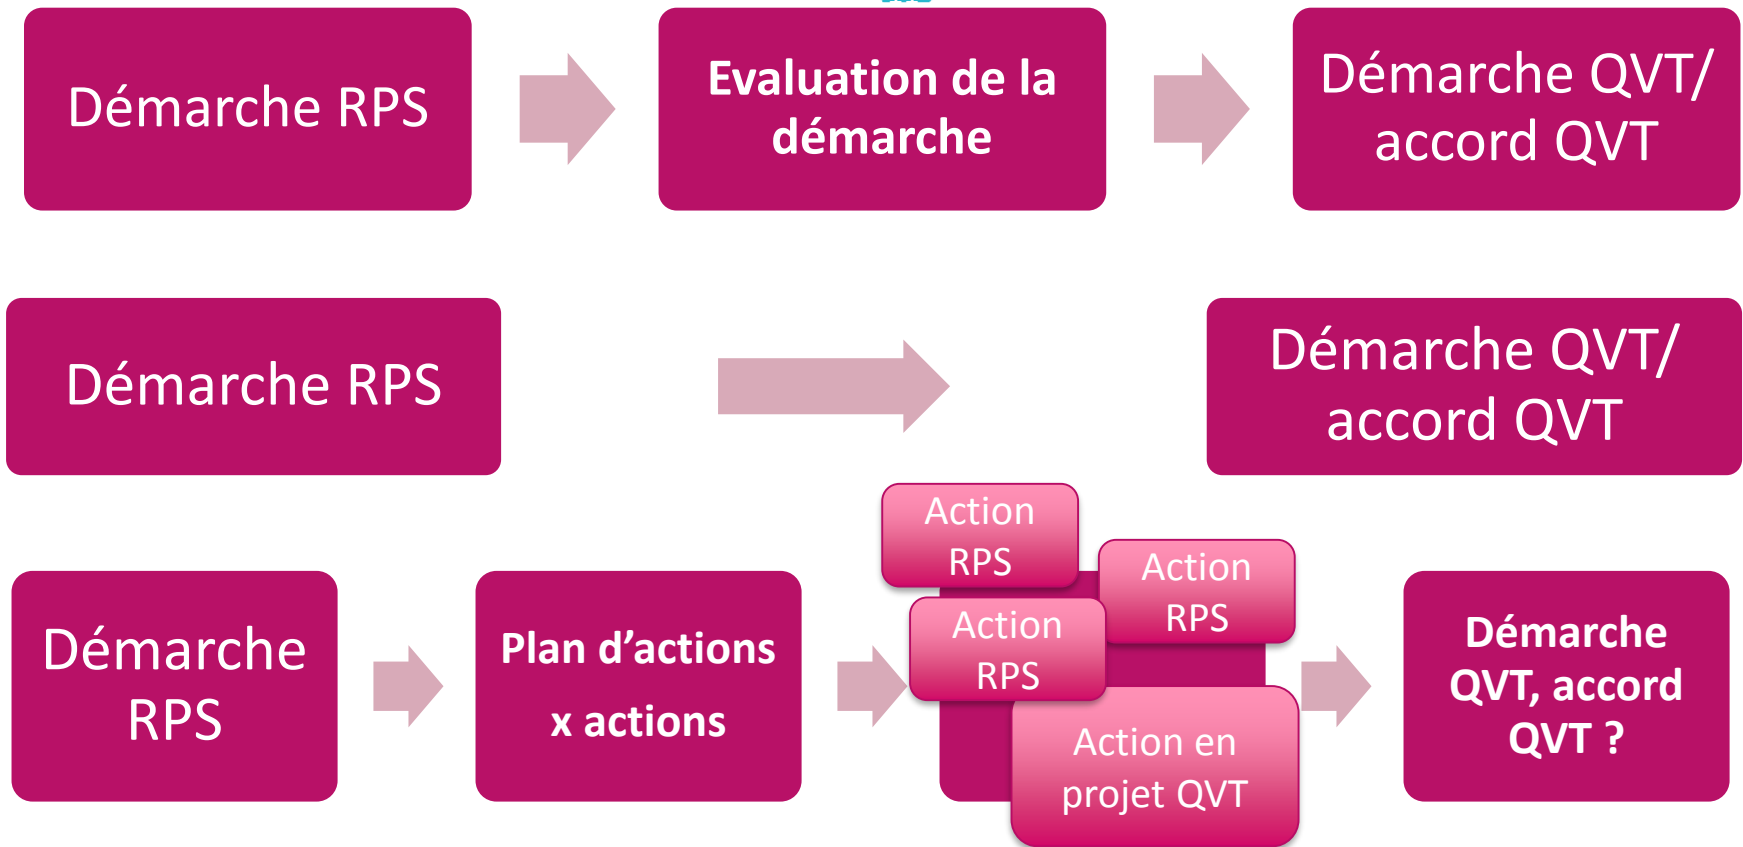 Démarche RPS
Evaluation de la
démarche
Démarche QVT/
accord QVT
Démarche RPS
Démarche QVT/
accord QVT
Démarche
RPS
Plan d’actions
x actions
Action
RPS
Action
RPS
Action
RPS
Action en
projet QVT
Démarche
QVT, accord
QVT ?